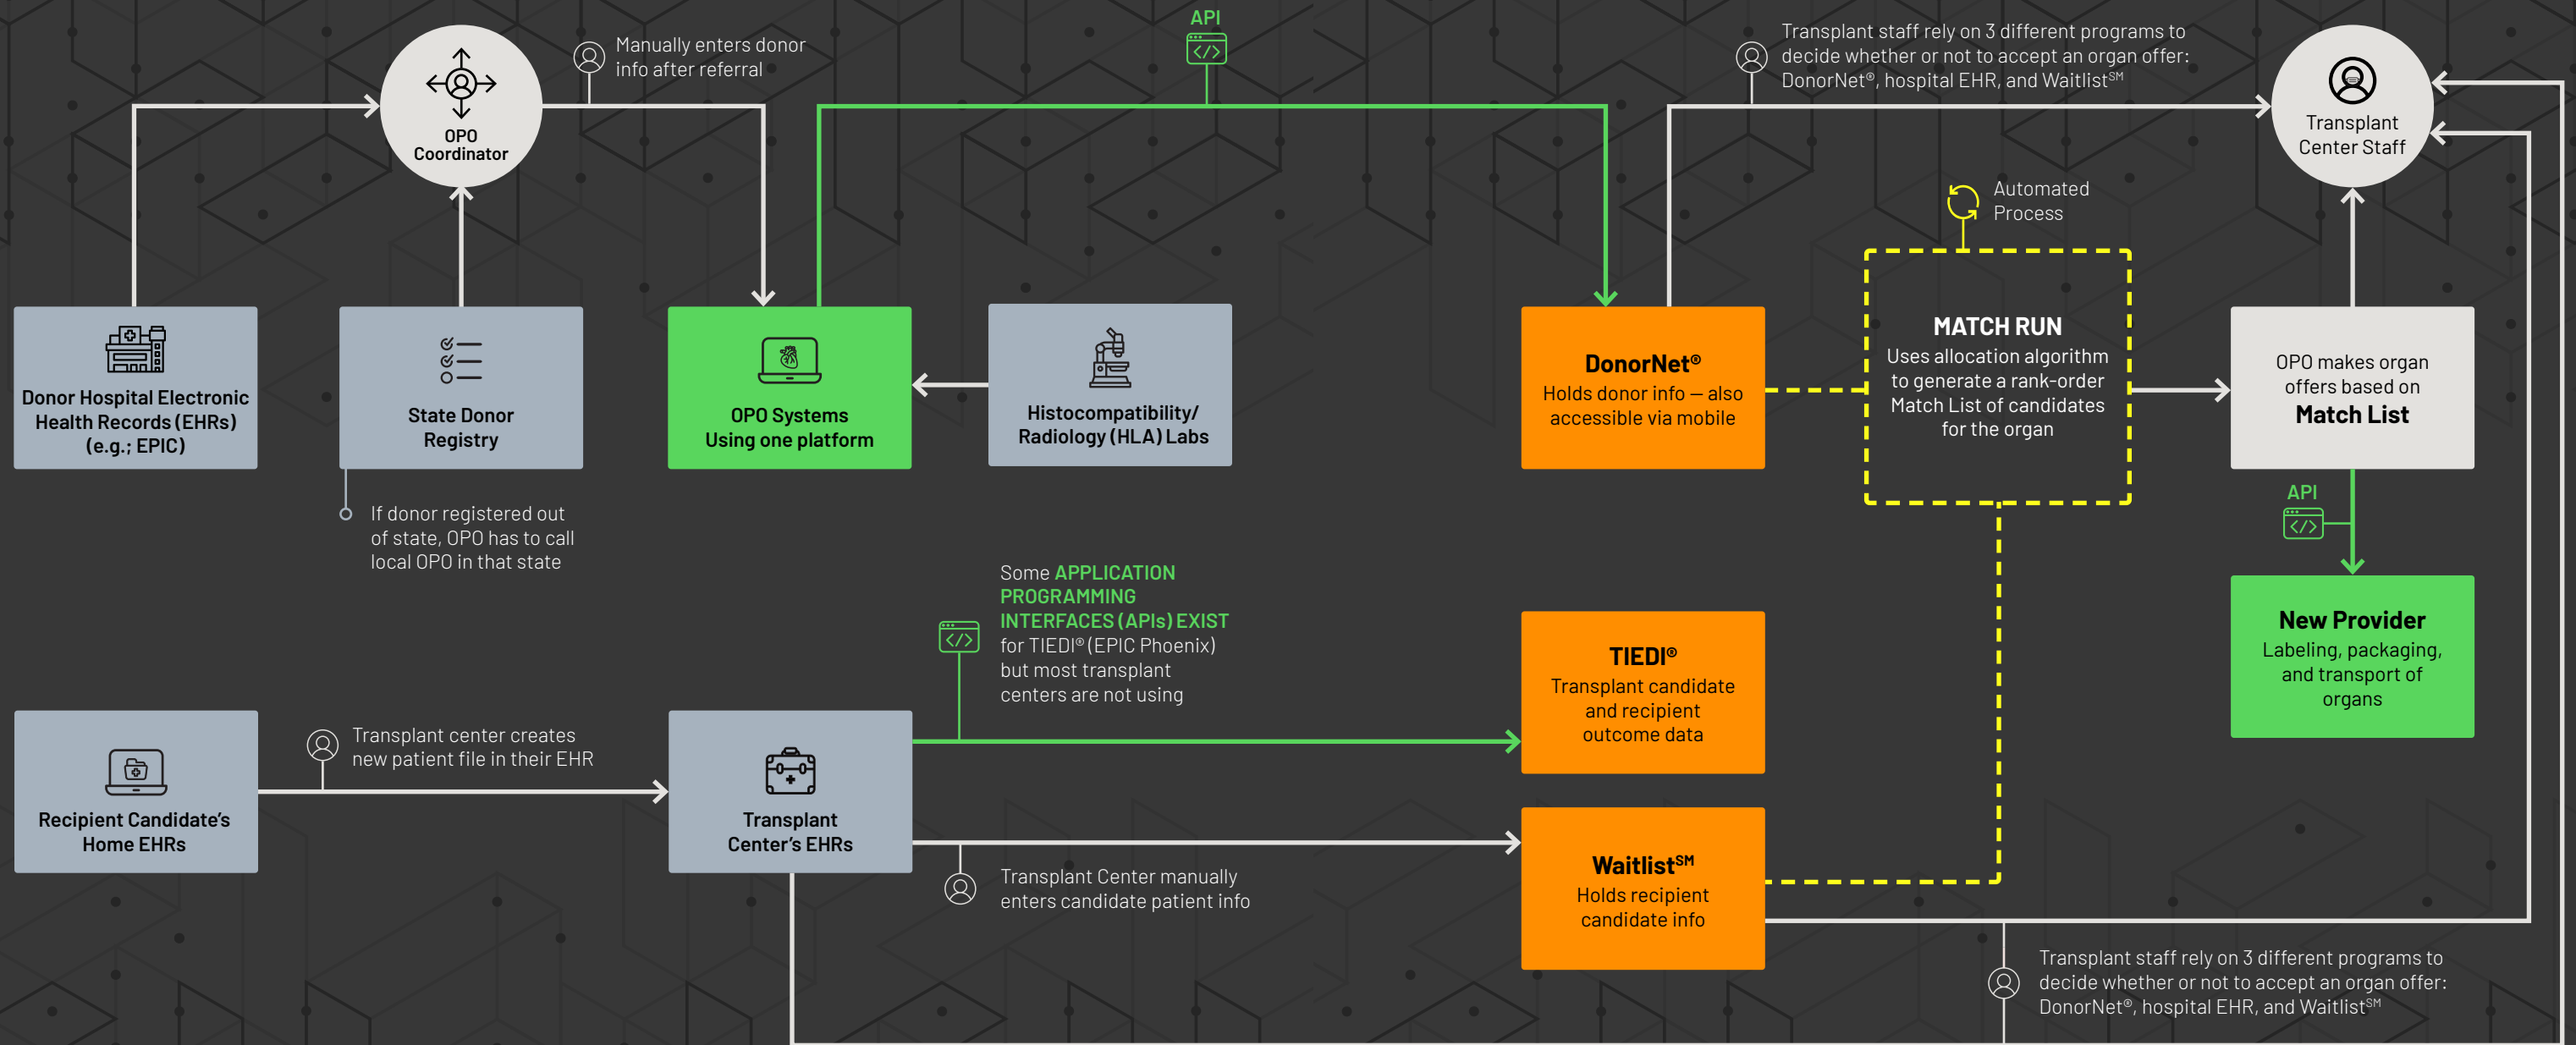 API
</>
Manually enters donor
info after referral
Transplant staff rely on 3 different programs to
decide whether or not to accept an organ offer:
DonorNet®, hospital EHR, and Waitlist℠
OPO
Coordinator
Transplant
Center Staff
Automated
Process
Donor Hospital Electronic
Health Records (EHRs)
(e.g.; EPIC)
State Donor
Registry
OPO Systems
Using one platform
Histocompatibility/
Radiology (HLA) Labs
DonorNet®
Holds donor info — also
accessible via mobile
MATCH RUN
Uses allocation algorithm
to generate a rank-order
Match List of candidates
for the organ
OPO makes organ
offers based on
Match List
If donor registered out
of state, OPO has to call
local OPO in that state
API
</>
Some APPLICATION
PROGRAMMING
INTERFACES (APIs) EXIST
for TIEDI® (EPIC Phoenix)
but most transplant
centers are not using
</>
TIEDI®
Transplant candidate
and recipient
outcome data
New Provider
Labeling, packaging,
and transport of
organs
Recipient Candidate’s
Home EHRs
Transplant center creates
new patient file in their EHR
Transplant
Center’s EHRs
Transplant Center manually
enters candidate patient info
Waitlist℠
Holds recipient
candidate info
Transplant staff rely on 3 different programs to
decide whether or not to accept an organ offer:
DonorNet®, hospital EHR, and Waitlist℠